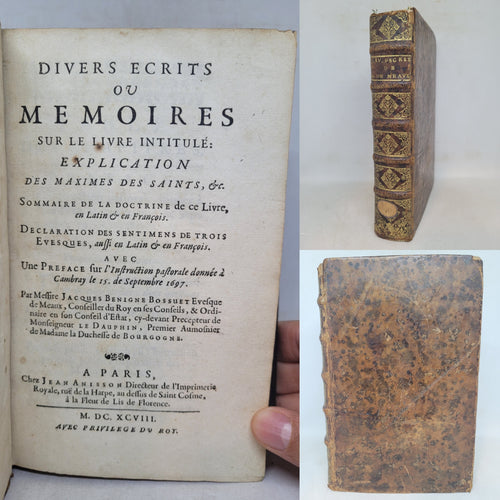 DIVERS ECRITS
OU
MEMOIRES
SUR LE LIVRE INTITULÉ:
EXPLICATION
DES MAXIMES DES SAINTS, &c.
SOMMAIRE DE LA DOCTRINE de ce Livre,
en Latin & en François.
DECLARATION DES SENTIMENS DE TROIS
EVESQUES, aussi en Latin & en François.
AVEC
Une PREFACE sur l'Instruction pastorale donnée à
Cambray le 15. de Septembre 1697.
Par Messire JACQUES BENIGNE BOSSUET Evesque
de Meaux, Conseiller du Roy en ses Conseils, & Ordi-
naire en son Conseil d'Estat, cy-devant Precepteur de
Monseigneur LE DAUPHIN, Premier Aumosnier
de Madame la Duchesse de BOURGOGNE.
A PARIS,
Chez JEAN ANISSON Directeur de l'Imprimerie
Royale, ruë de la Harpe, au dessus de Saint Cosme,
à la Fleur de Lis de Florence.
M. DC. XCVIII.
AVEC PRIVILEGE DU ROY.
DE